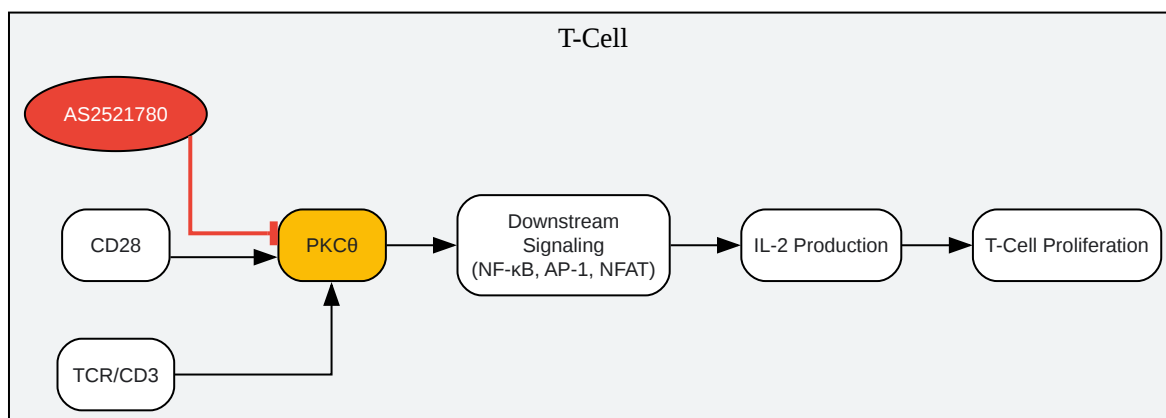 T-Cell
AS2521780
CD28
PKCθ
Downstream
Signaling
(NF-κB, AP-1, NFAT)
IL-2 Production
T-Cell Proliferation
TCR/CD3